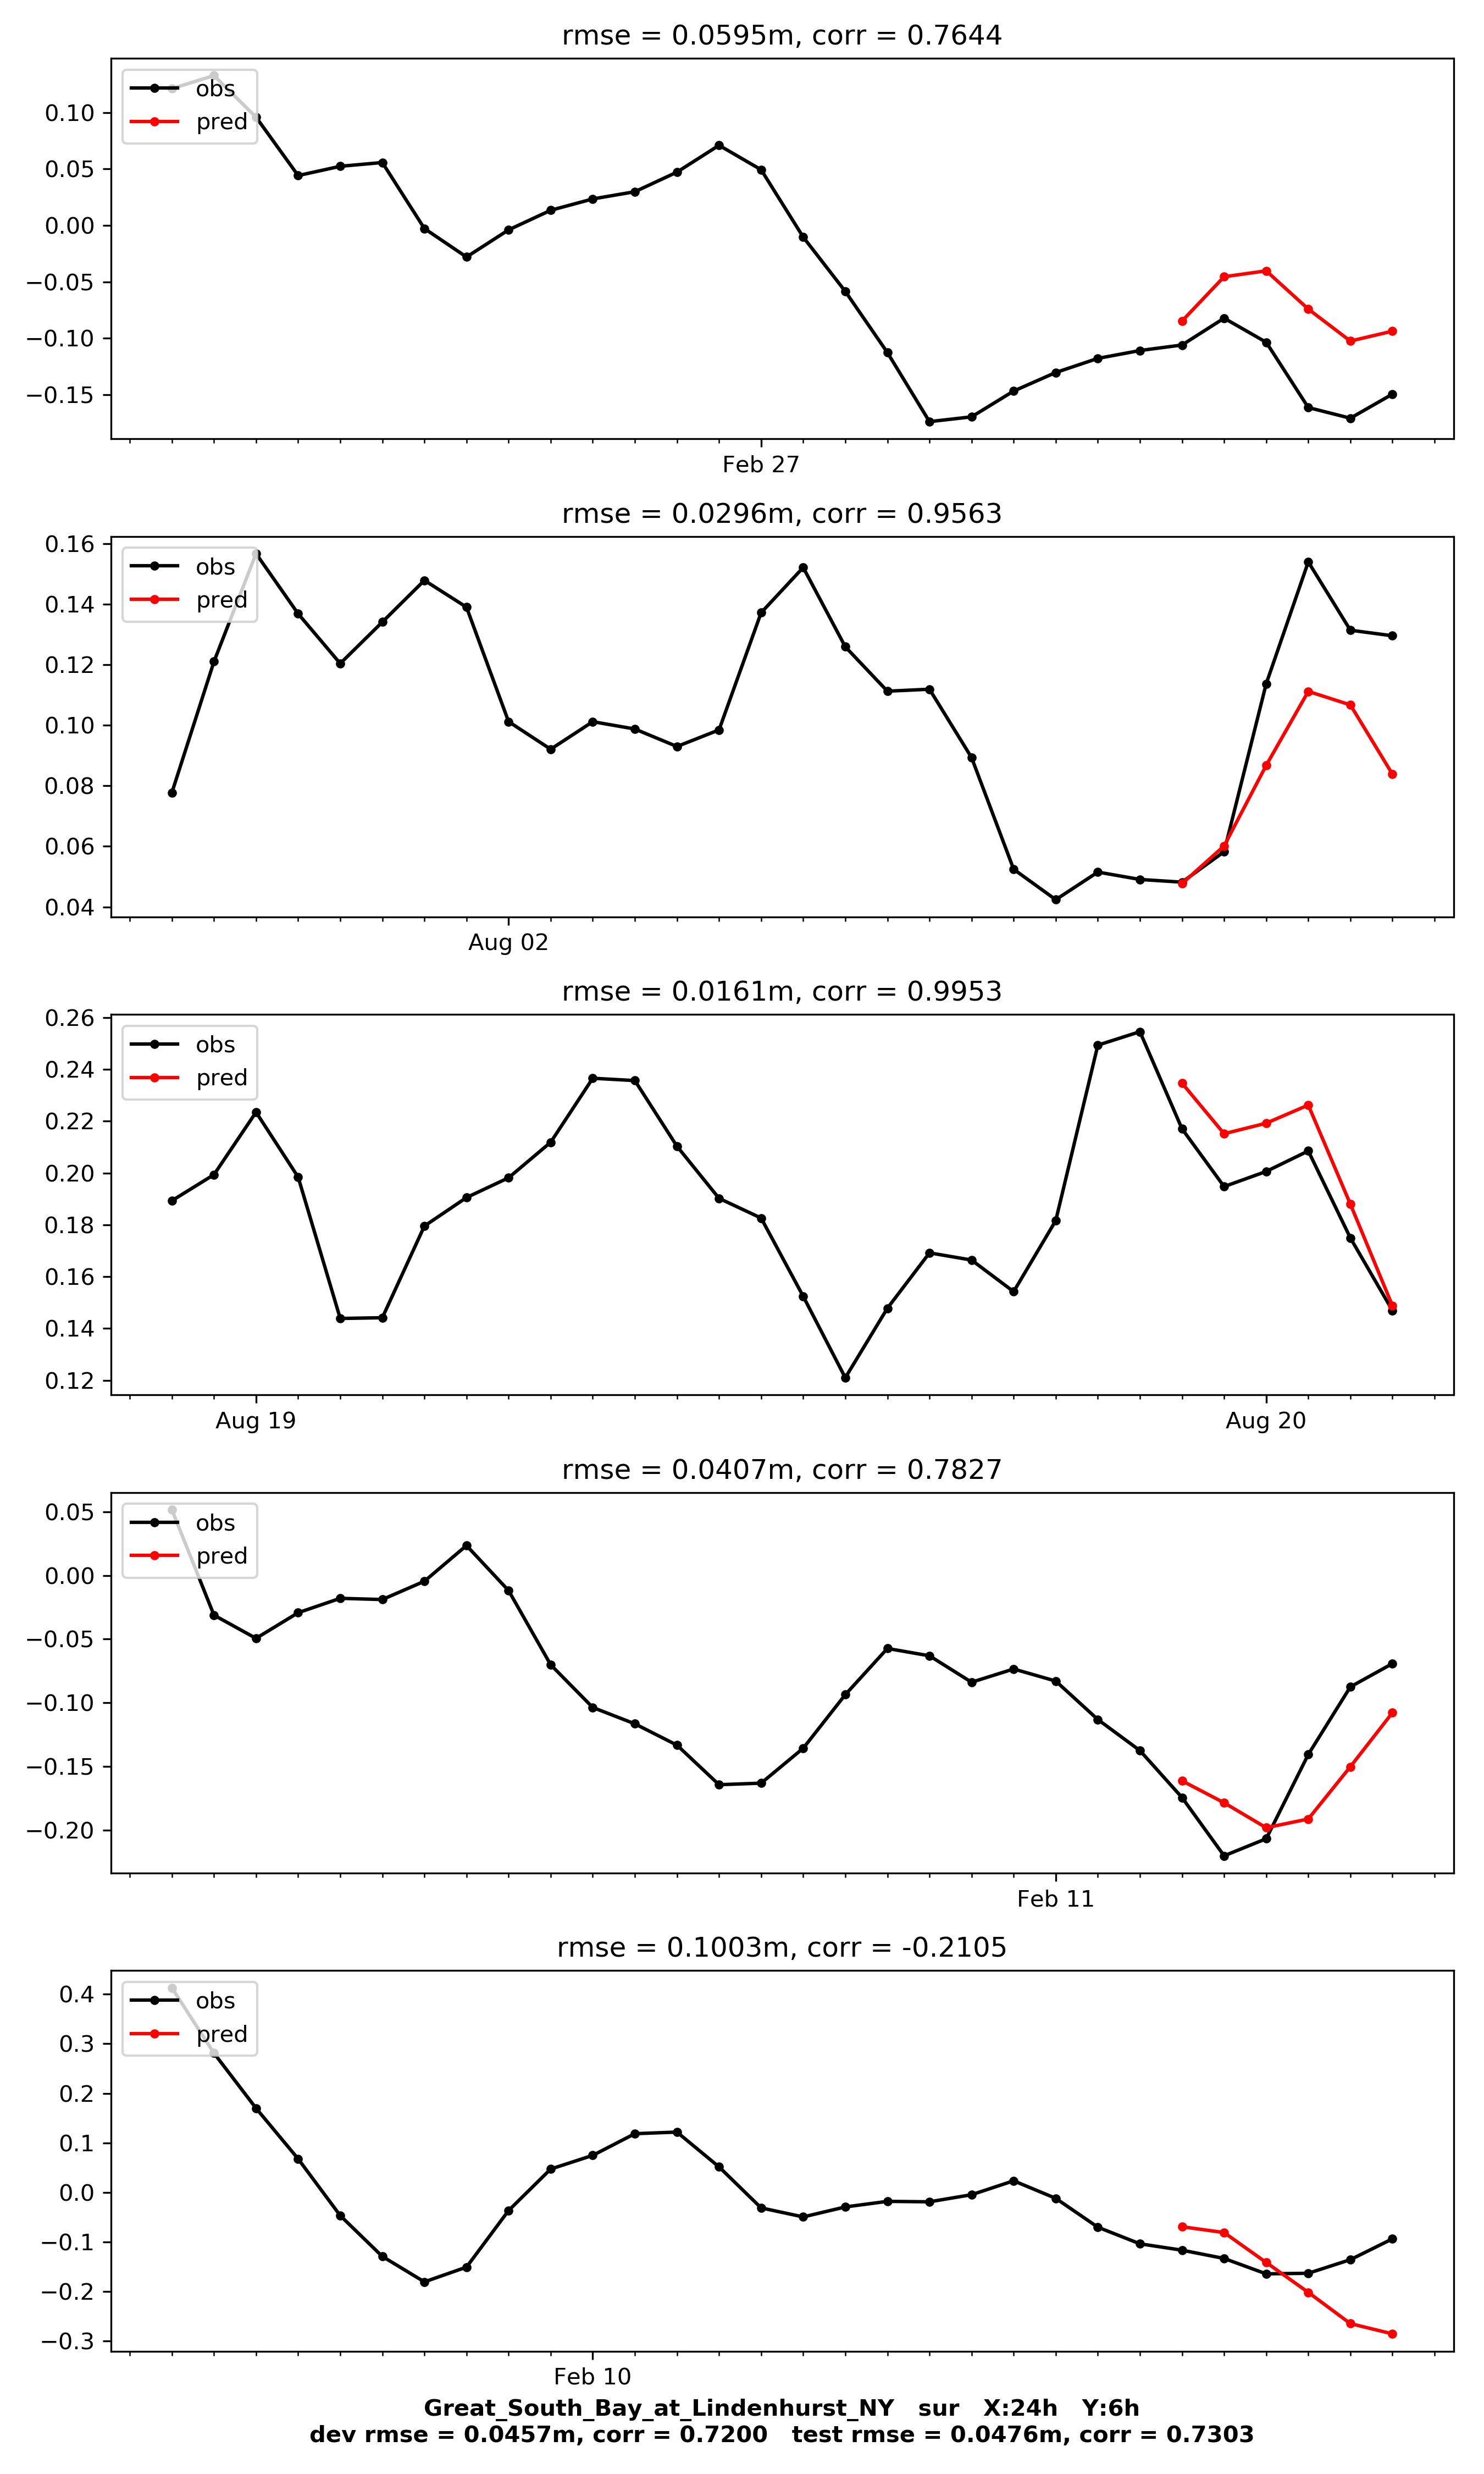 rmse = 0.0595m, corr = 0.7644
obs
pred
0.10
0.05
0.00
−0.05
−0.10
−0.15
Feb 27
rmse = 0.0296m, corr = 0.9563
obs
pred
0.16
0.14
0.12
0.10
0.08
0.06
0.04
Aug 02
rmse = 0.0161m, corr = 0.9953
obs
pred
0.26
0.24
0.22
0.20
0.18
0.16
0.14
0.12
Aug 19 Aug 20
rmse = 0.0407m, corr = 0.7827
obs
pred
0.05
0.00
−0.05
−0.10
−0.15
−0.20
Feb 11
rmse = 0.1003m, corr = -0.2105
obs
pred
0.4
0.3
0.2
0.1
0.0
−0.1
−0.2
−0.3
Feb 10
Great_South_Bay_at_Lindenhurst_NY sur X:24h Y:6h
dev rmse = 0.0457m, corr = 0.7200 test rmse = 0.0476m, corr = 0.7303